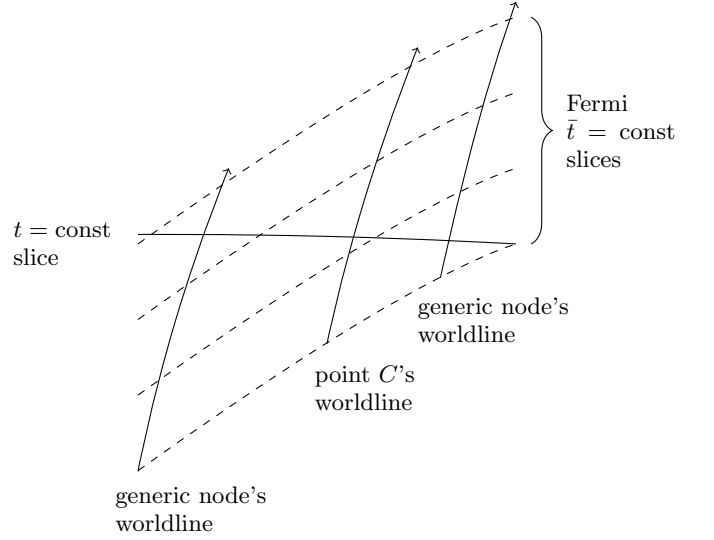 Fermi
t̄ = const
slices
t = const
slice
generic node's
worldline
point C's
worldline
generic node's
worldline